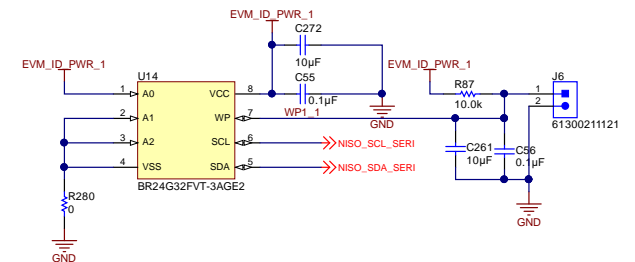 EVM_ID_PWR_1
C272
10µF
EVM_ID_PWR_1
U14
C55
0.1µF
WP1_1
GND
1 A0
2 A1
3 A2
4 VSS
VCC 8
WP 7
SCL 6
SDA 5
BR24G32FVT-3AGE2
NISO_SCL_SERI
NISO_SDA_SERI
R280
0
GND
EVM_ID_PWR_1
R87
10.0k
J6
1
2
61300211121
C261
10µF
C56
0.1µF
GND